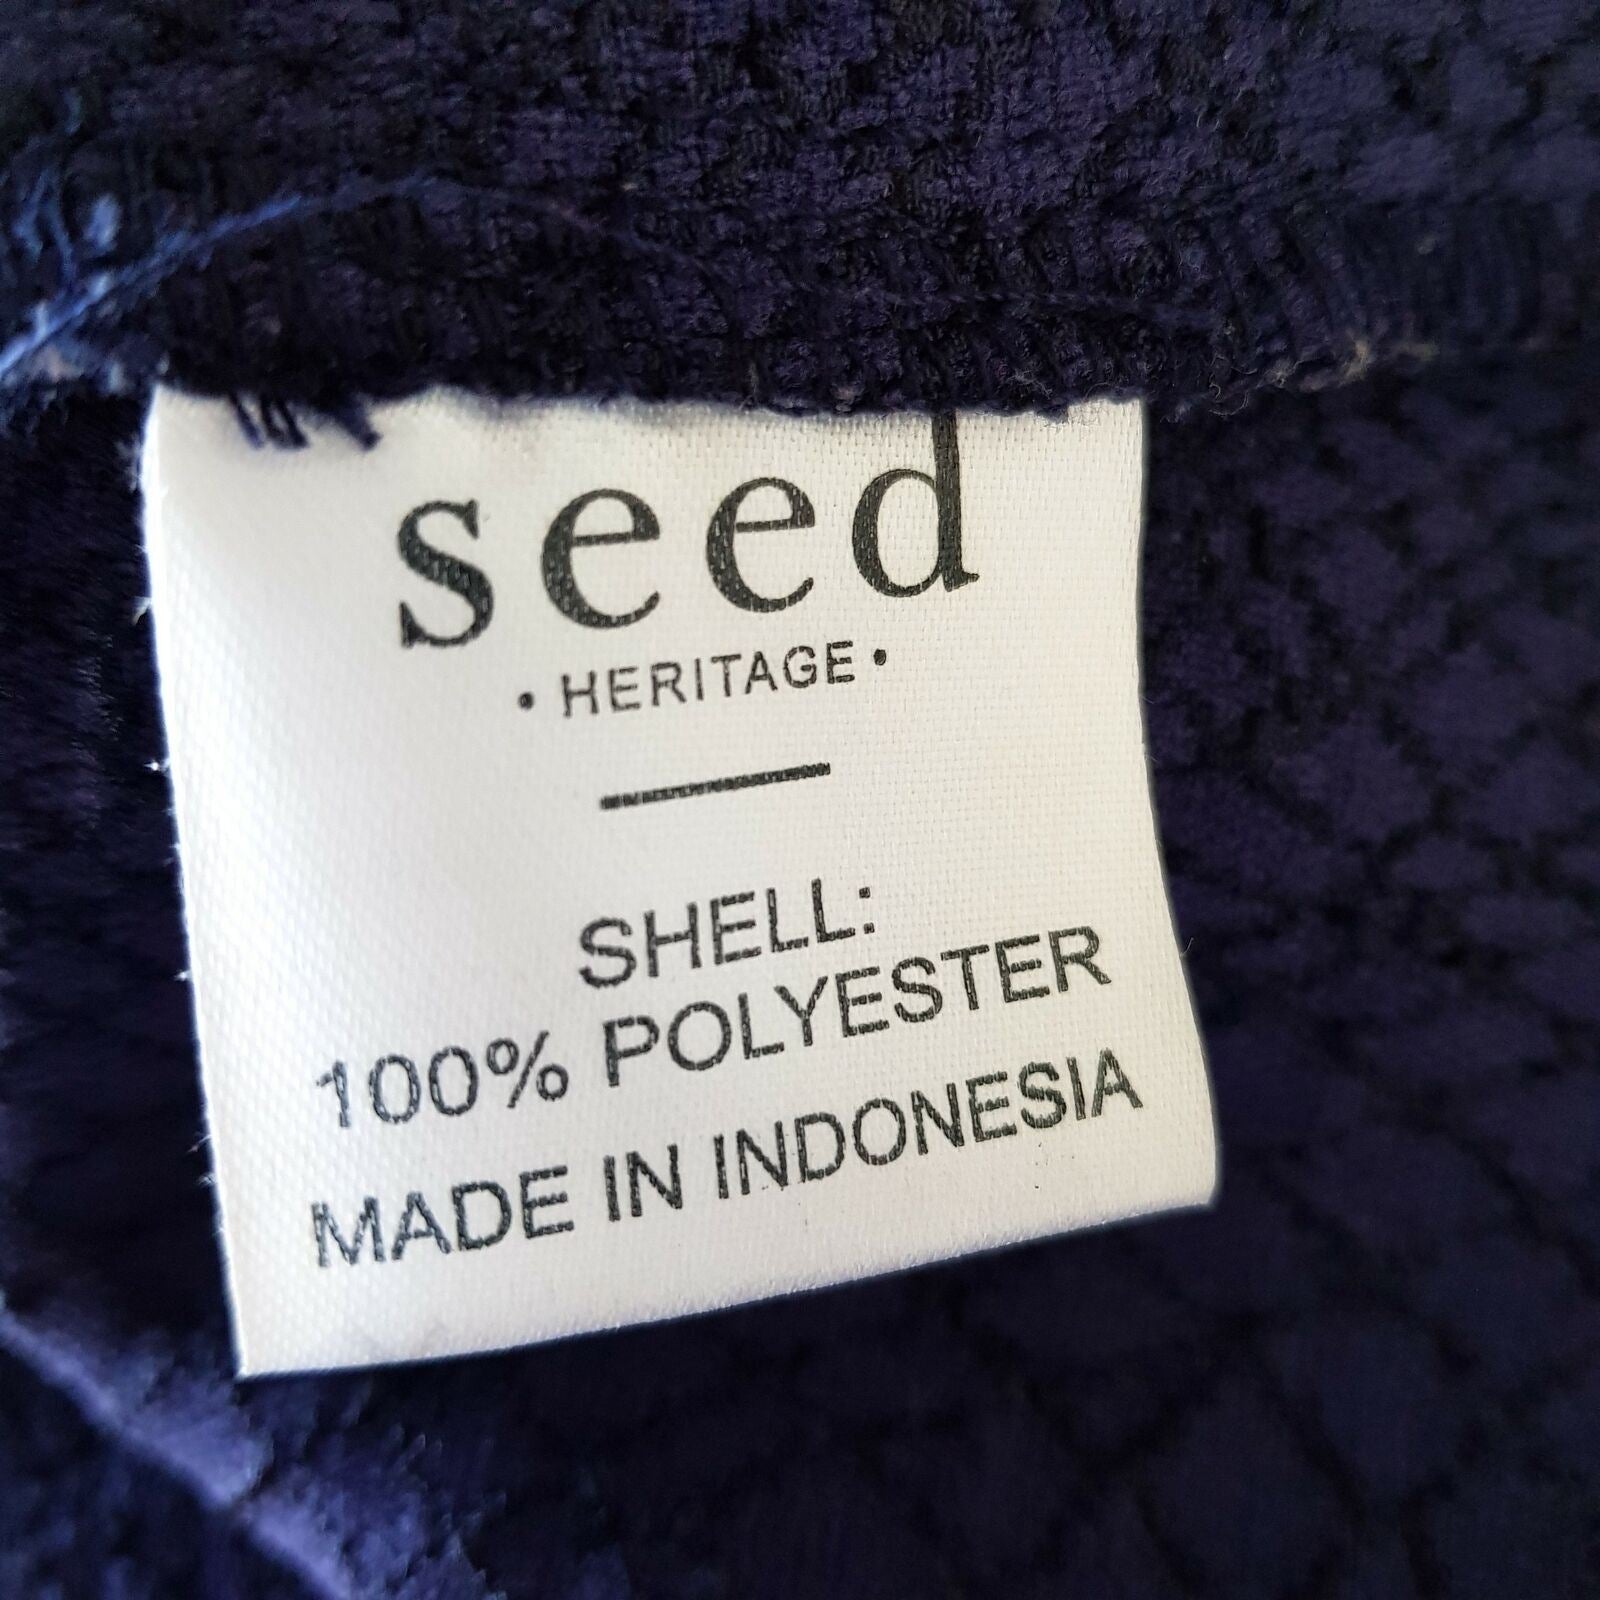 seed
• HERITAGE •
SHELL:
100% POLYESTER
MADE IN INDONESIA